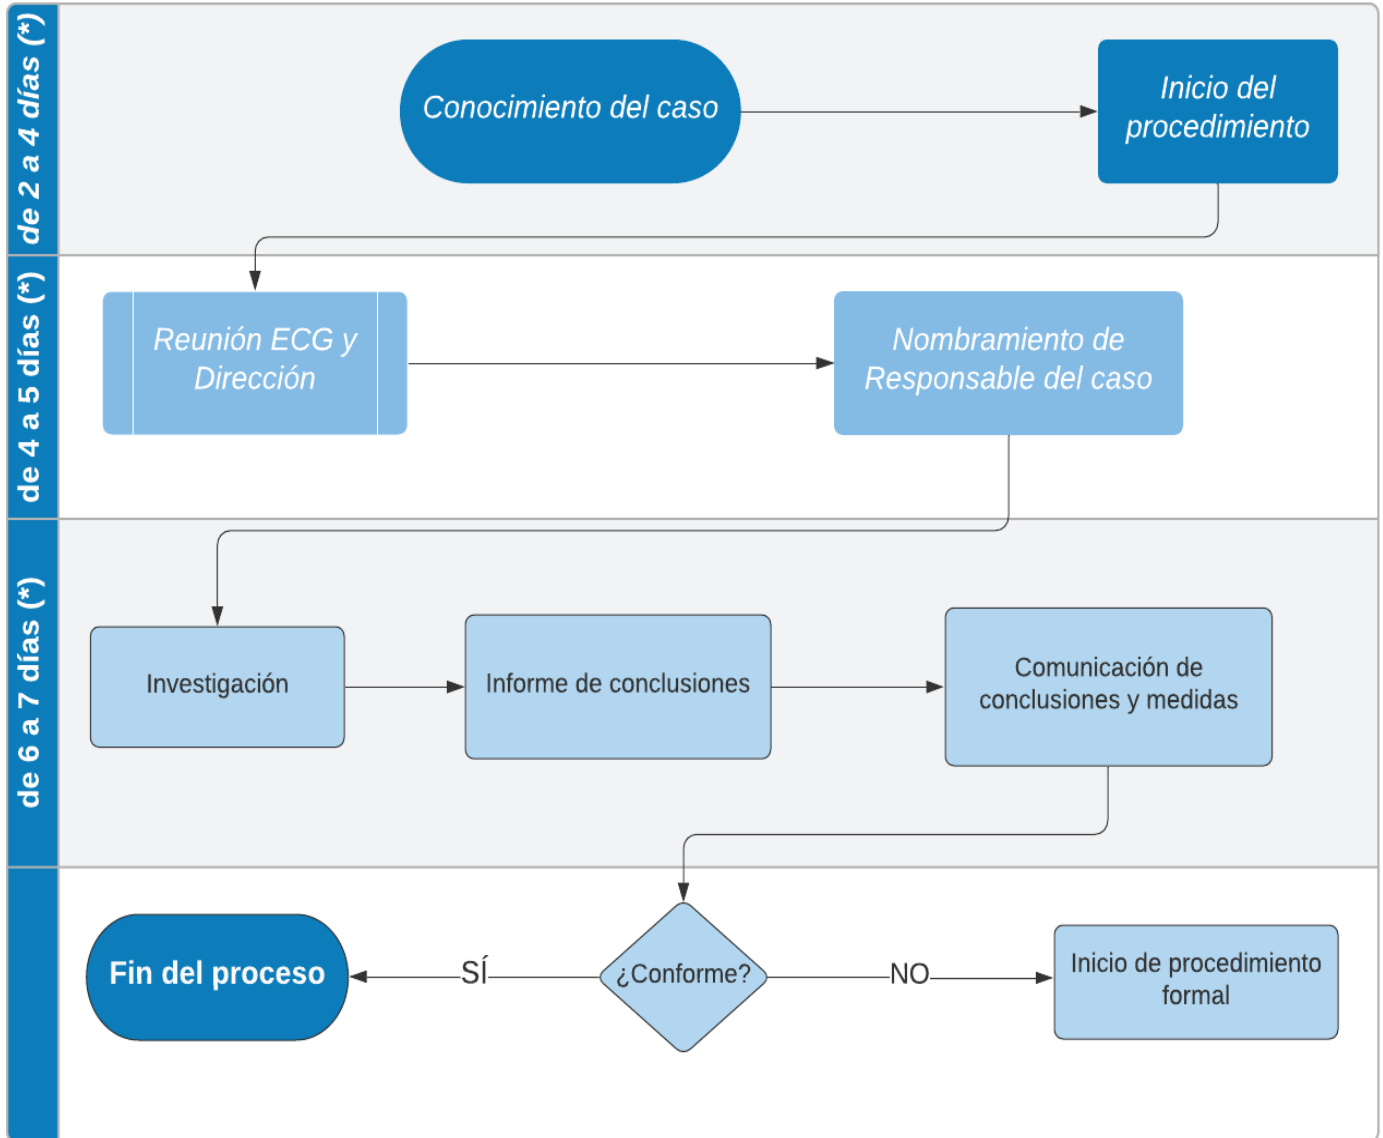 de 2 a 4 días (*)
Conocimiento del caso
Inicio del
procedimiento
de 4 a 5 días (*)
Reunión ECG y
Dirección
Nombramiento de
Responsable del caso
de 6 a 7 días (*)
Investigación
Informe de conclusiones
Comunicación de
conclusiones y medidas
Fin del proceso
SÍ
¿Conforme?
NO
Inicio de procedimiento
formal